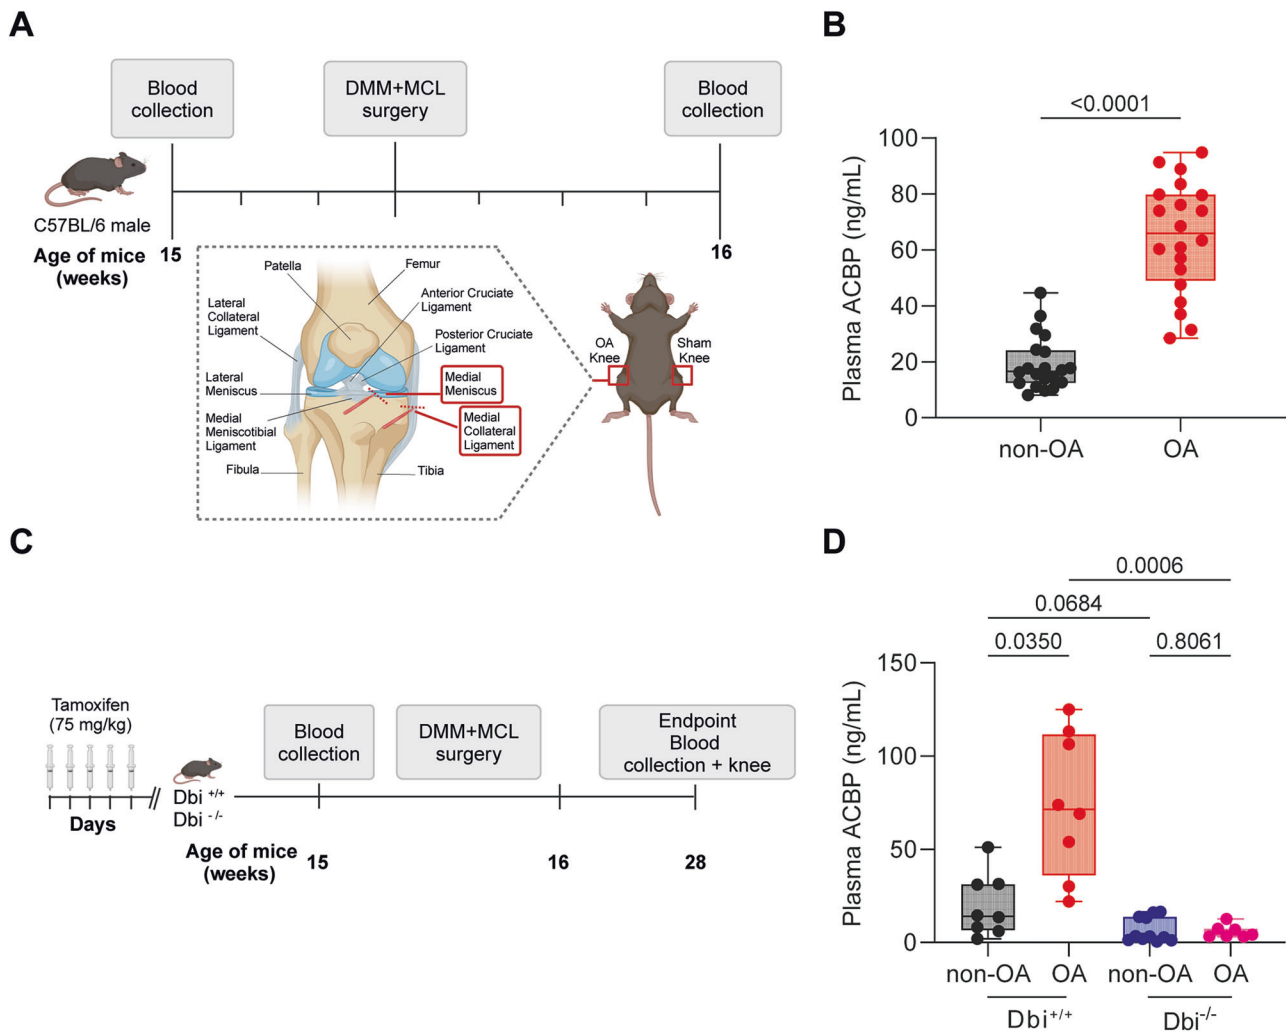 A
Blood
collection
DMM+MCL
surgery
Blood
collection
C57BL/6 male
Age of mice
(weeks)
15
16
Patella
Femur
Lateral
Collateral
Ligament
Anterior Cruciate
Ligament
Posterior Cruciate
Ligament
Lateral
Meniscus
Medial
Meniscus
Medial
Meniscotibial
Ligament
Medial
Collateral
Ligament
Fibula
Tibia
OA
Knee
Sham
Knee
B
<0.0001
Plasma ACBP (ng/mL)
100
80
60
40
20
0
non-OA
OA
C
Tamoxifen
(75 mg/kg)
Days
Dbi +/+
Dbi -/-
Blood
collection
DMM+MCL
surgery
Endpoint
Blood
collection + knee
Age of mice
(weeks)
15
16
28
D
0.0006
0.0684
0.0350
0.8061
Plasma ACBP (ng/mL)
150
100
50
0
non-OA
OA
non-OA
OA
Dbi+/+
Dbi-/-